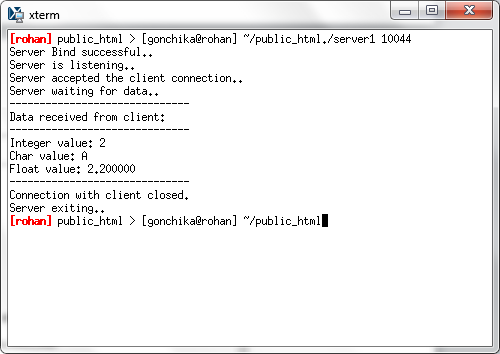 xterm
[rohan] public_html > [gonchika@rohan] ~/public_html./server1 10044
Server Bind successful..
Server is listening..
Server accepted the client connection..
Server waiting for data..
-----------------------------
Data received from client:
-----------------------------
Integer value: 2
Char value: A
Float value: 2.200000
-----------------------------
Connection with client closed.
Server exiting..
[rohan] public_html > [gonchika@rohan] ~/public_html